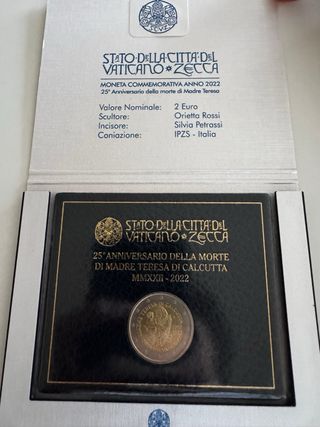 STATO DELLA CITTÀ DEL
VATICANO * ZECCA
MONETA COMMEMORATIVA ANNO 2022
25° Anniversario della morte di Madre Teresa
Valore Nominale: 2 Euro
Scultore: Orietta Rossi
Incisore: Silvia Petrassi
Coniazione: IPZS - Italia
STATO DELLA CITTÀ DEL
VATICANO * ZECCA
25° ANNIVERSARIO DELLA MORTE
DI MADRE TERESA DI CALCUTTA
MMXXII - 2022